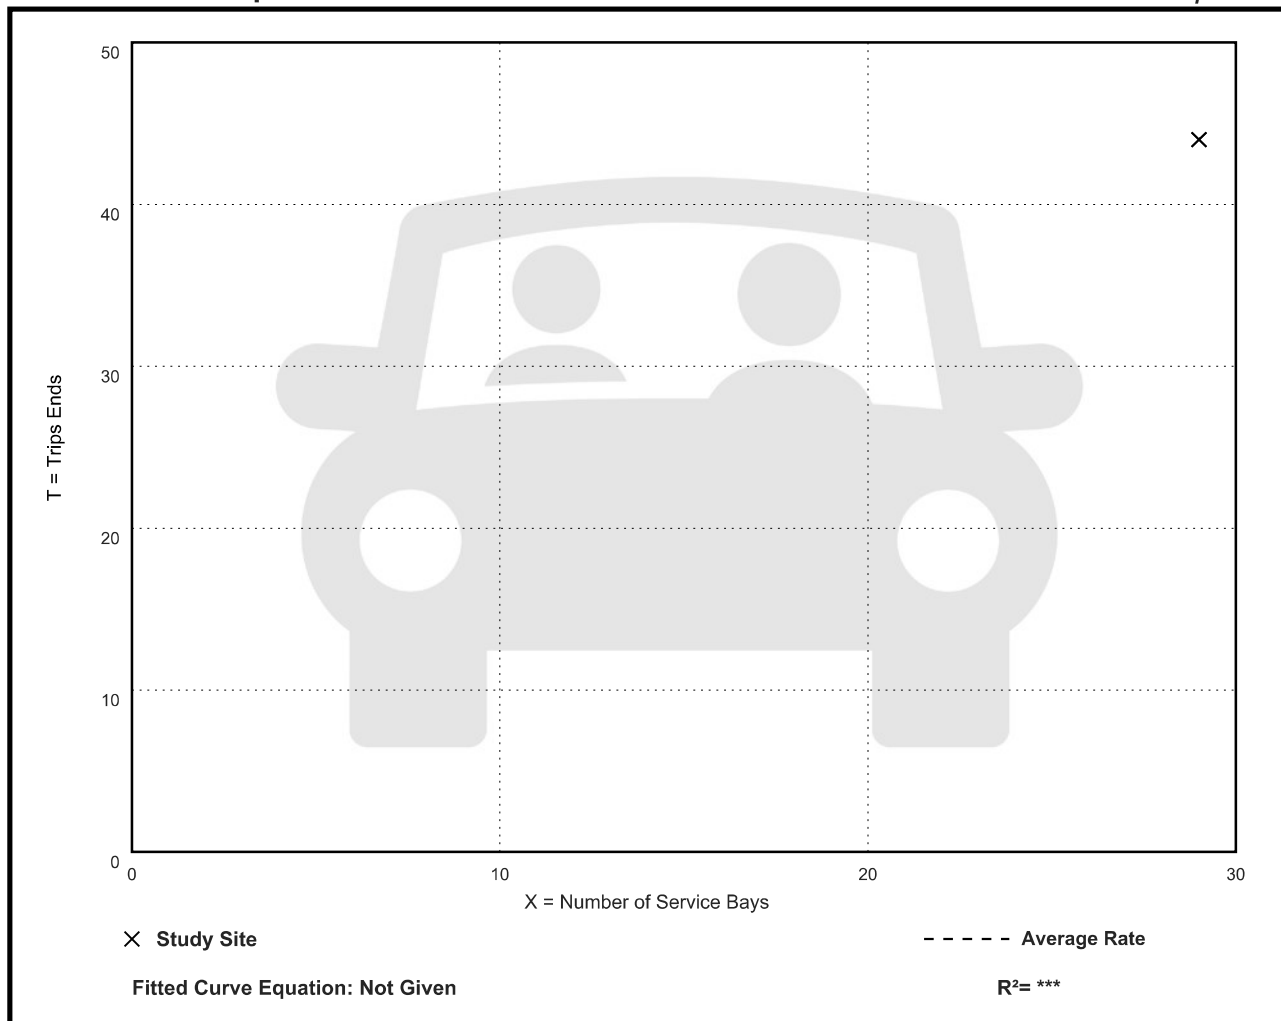 50
40
30
20
10
0
T = Trips Ends
0 10 20 30
X = Number of Service Bays
Study Site
Average Rate
Fitted Curve Equation: Not Given
R²= ***